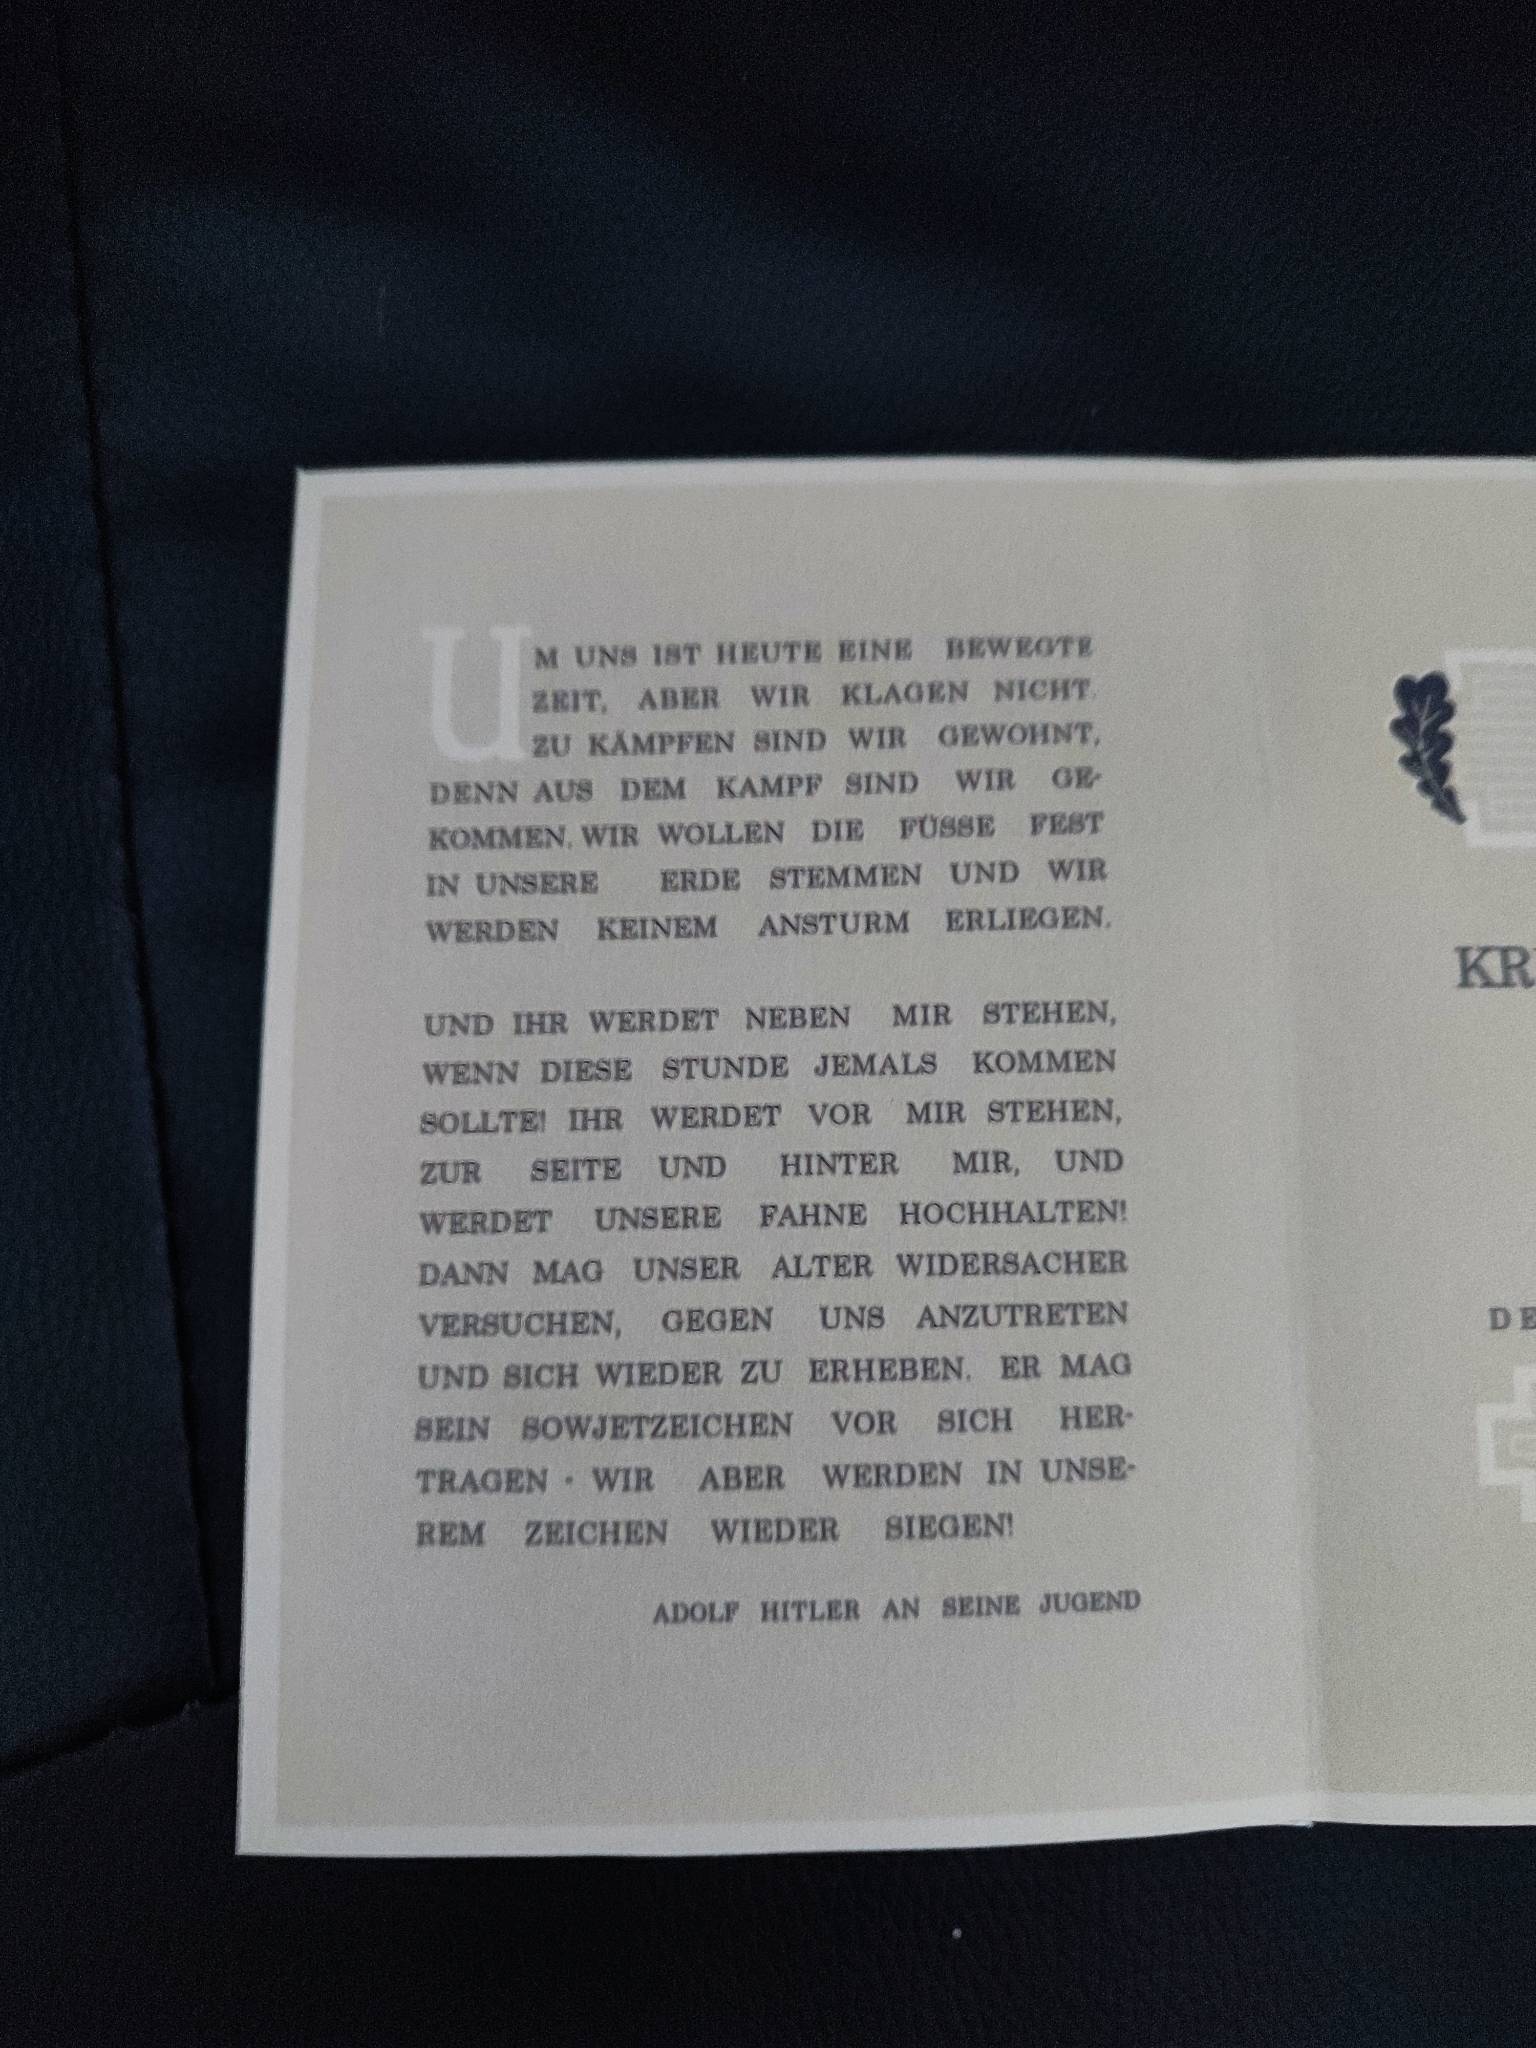 UM UNS IST HEUTE EINE BEWEGTE
ZEIT, ABER WIR KLAGEN NICHT.
ZU KÄMPFEN SIND WIR GEWOHNT,
DENN AUS DEM KAMPF SIND WIR GE-
KOMMEN. WIR WOLLEN DIE FÜSSE FEST
IN UNSERE ERDE STEMMEN UND WIR
WERDEN KEINEM ANSTURM ERLIEGEN.
UND IHR WERDET NEBEN MIR STEHEN,
WENN DIESE STUNDE JEMALS KOMMEN
SOLLTE! IHR WERDET VOR MIR STEHEN,
ZUR SEITE UND HINTER MIR, UND
WERDET UNSERE FAHNE HOCHHALTEN!
DANN MAG UNSER ALTER WIDERSACHER
VERSUCHEN, GEGEN UNS ANZUTRETEN
UND SICH WIEDER ZU ERHEBEN. ER MAG
SEIN SOWJETZEICHEN VOR SICH HER-
TRAGEN - WIR ABER WERDEN IN UNSE-
REM ZEICHEN WIEDER SIEGEN!
ADOLF HITLER AN SEINE JUGEND
KR
DE